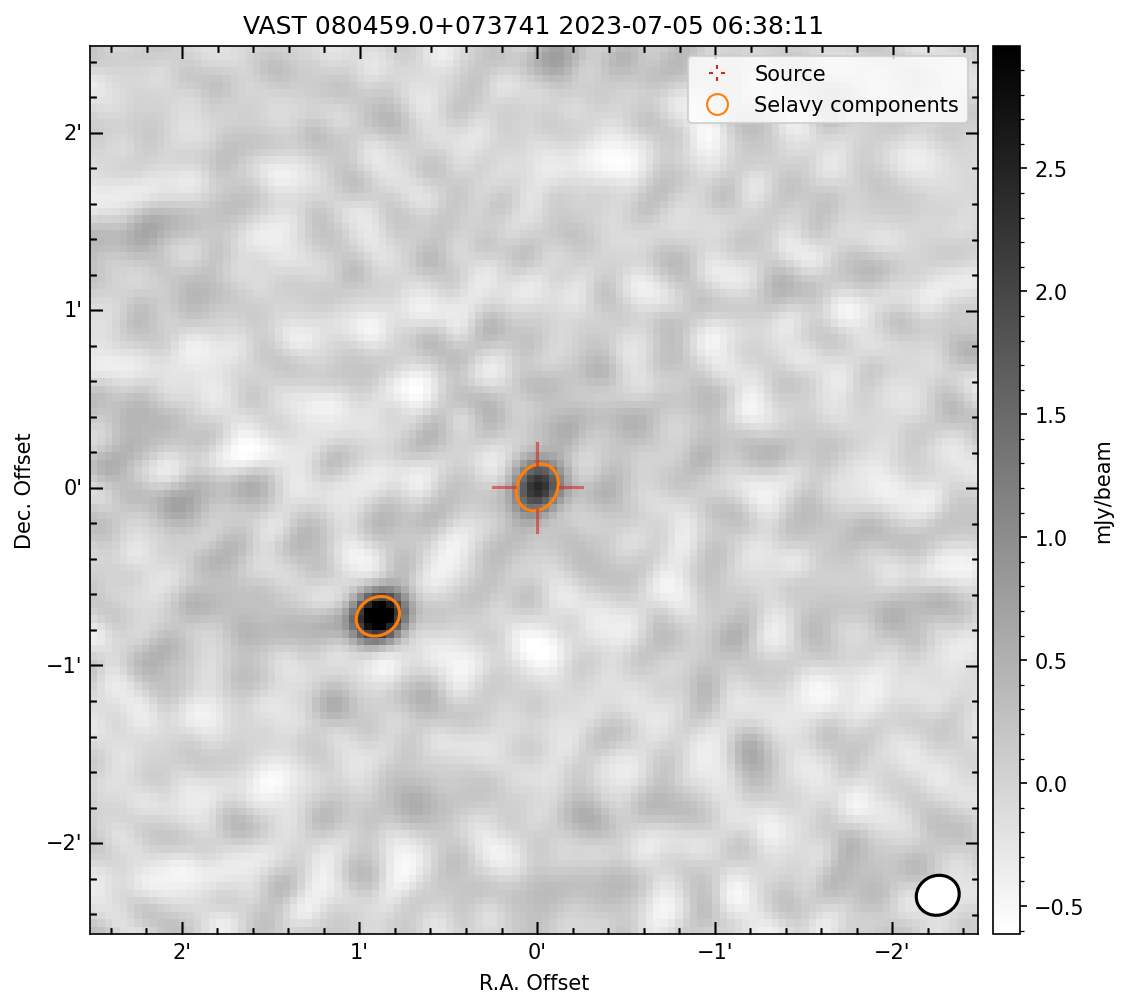 VAST 080459.0+073741 2023-07-05 06:38:11
Source
Selavy components
2'
1'
0'
−1'
−2'
Dec. Offset
2'
1'
0'
−1'
−2'
R.A. Offset
2.5
2.0
1.5
1.0
0.5
0.0
−0.5
mJy/beam